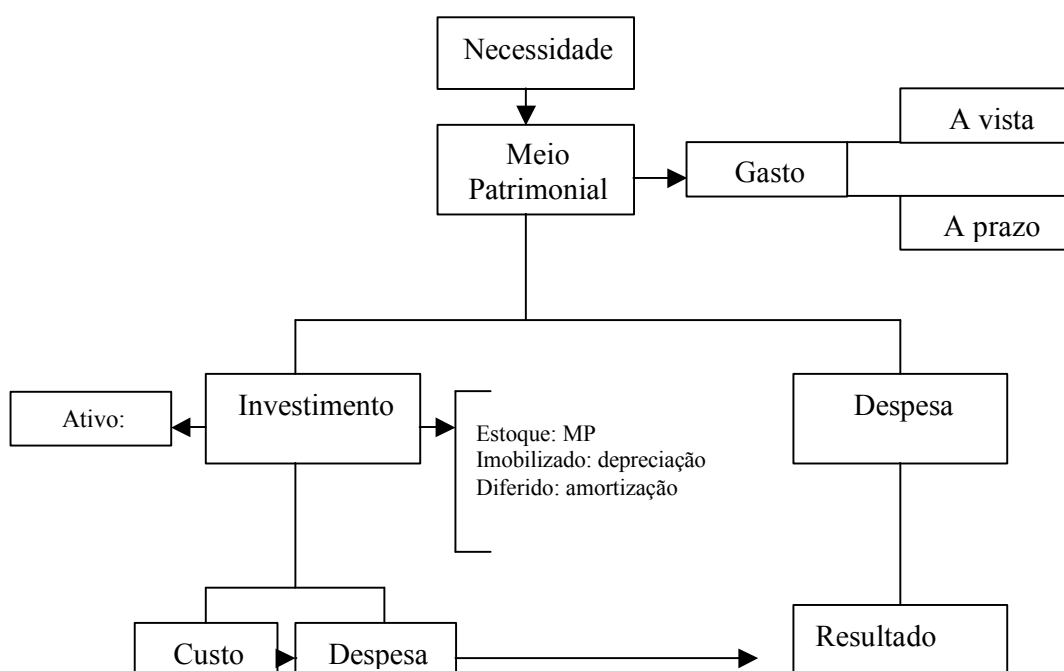 Necessidade
A vista
Meio
Patrimonial
Gasto
A prazo
Investimento
Despesa
Ativo:
Estoque: MP
Imobilizado: depreciação
Diferido: amortização
Custo
Despesa
Resultado